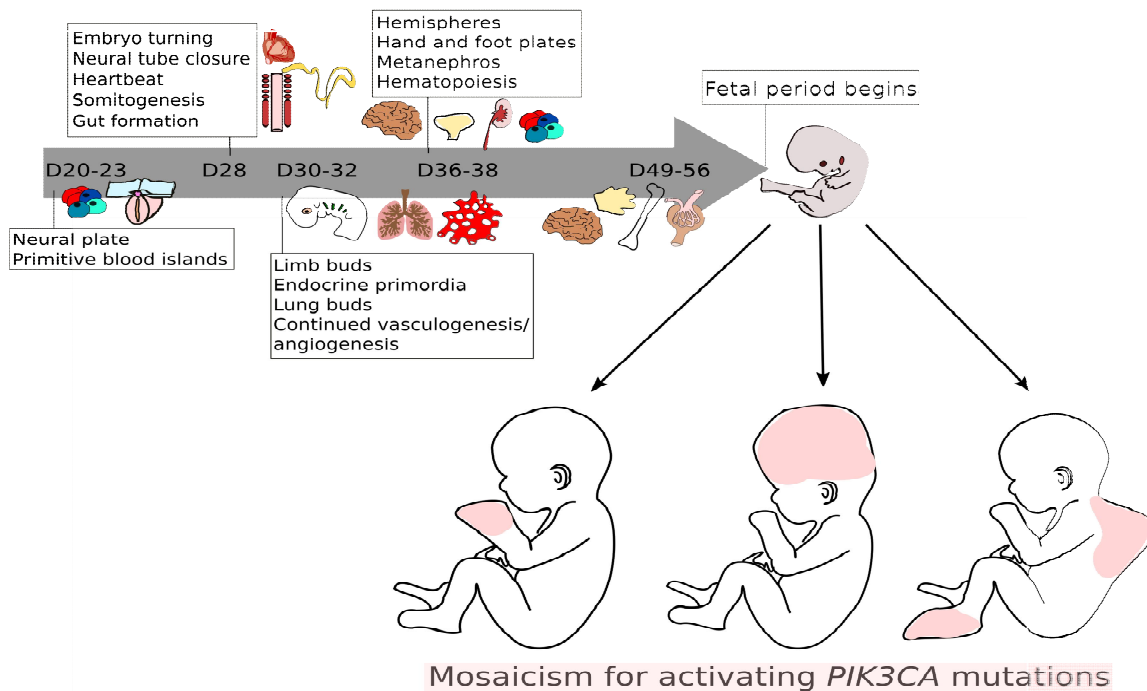 Embryo turning
Neural tube closure
Heartbeat
Somitogenesis
Gut formation
Hemispheres
Hand and foot plates
Metanephros
Hematopoiesis
Fetal period begins
D20-23
D28
D30-32
D36-38
D49-56
Neural plate
Primitive blood islands
Limb buds
Endocrine primordia
Lung buds
Continued vasculogenesis/
angiogenesis
Mosaicism for activating PIK3CA mutations